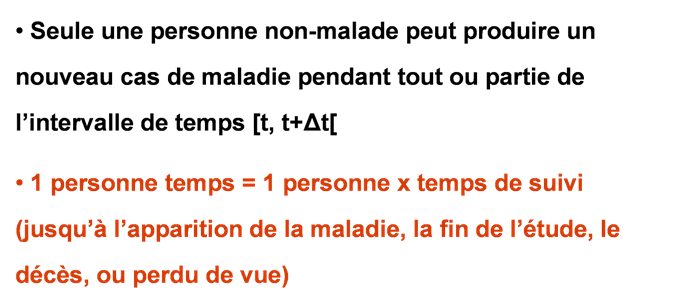 • Seule une personne non-malade peut produire un
nouveau cas de maladie pendant tout ou partie de
l’intervalle de temps [t, t+Δt[
• 1 personne temps = 1 personne x temps de suivi
(jusqu’à l’apparition de la maladie, la fin de l’étude, le
décès, ou perdu de vue)